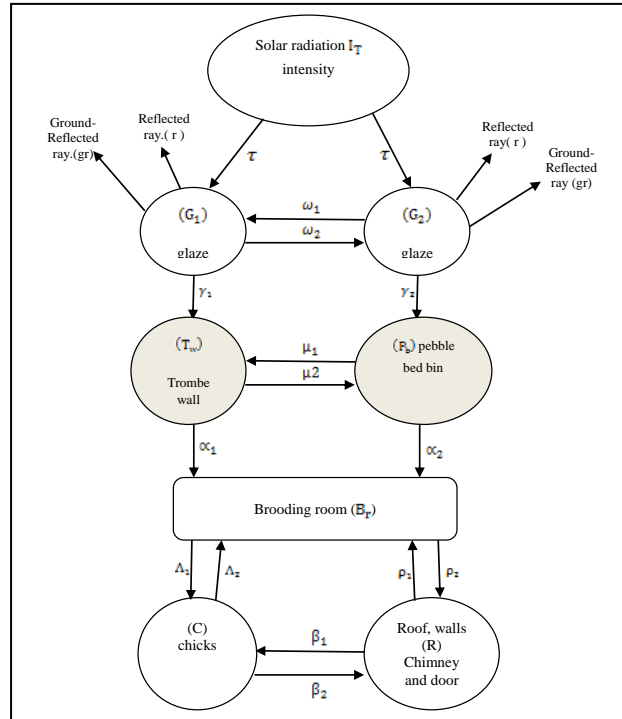 Solar radiation I_T
intensity
Ground-
Reflected
ray.(gr)
Reflected
ray.( r )
Reflected
ray( r )
Ground-
Reflected
ray (gr)
τ
τ
(G₁)
glaze
ω₁
ω₂
(G₂)
glaze
γ₁
γ₂
(T_w)
Trombe
wall
μ₁
μ2
(P_b) pebble
bed bin
∝₁
∝₂
Brooding room (B_r)
Λ₁
Λ₂
ρ₁
ρ₂
(C)
chicks
β₁
β₂
Roof, walls
(R)
Chimney
and door